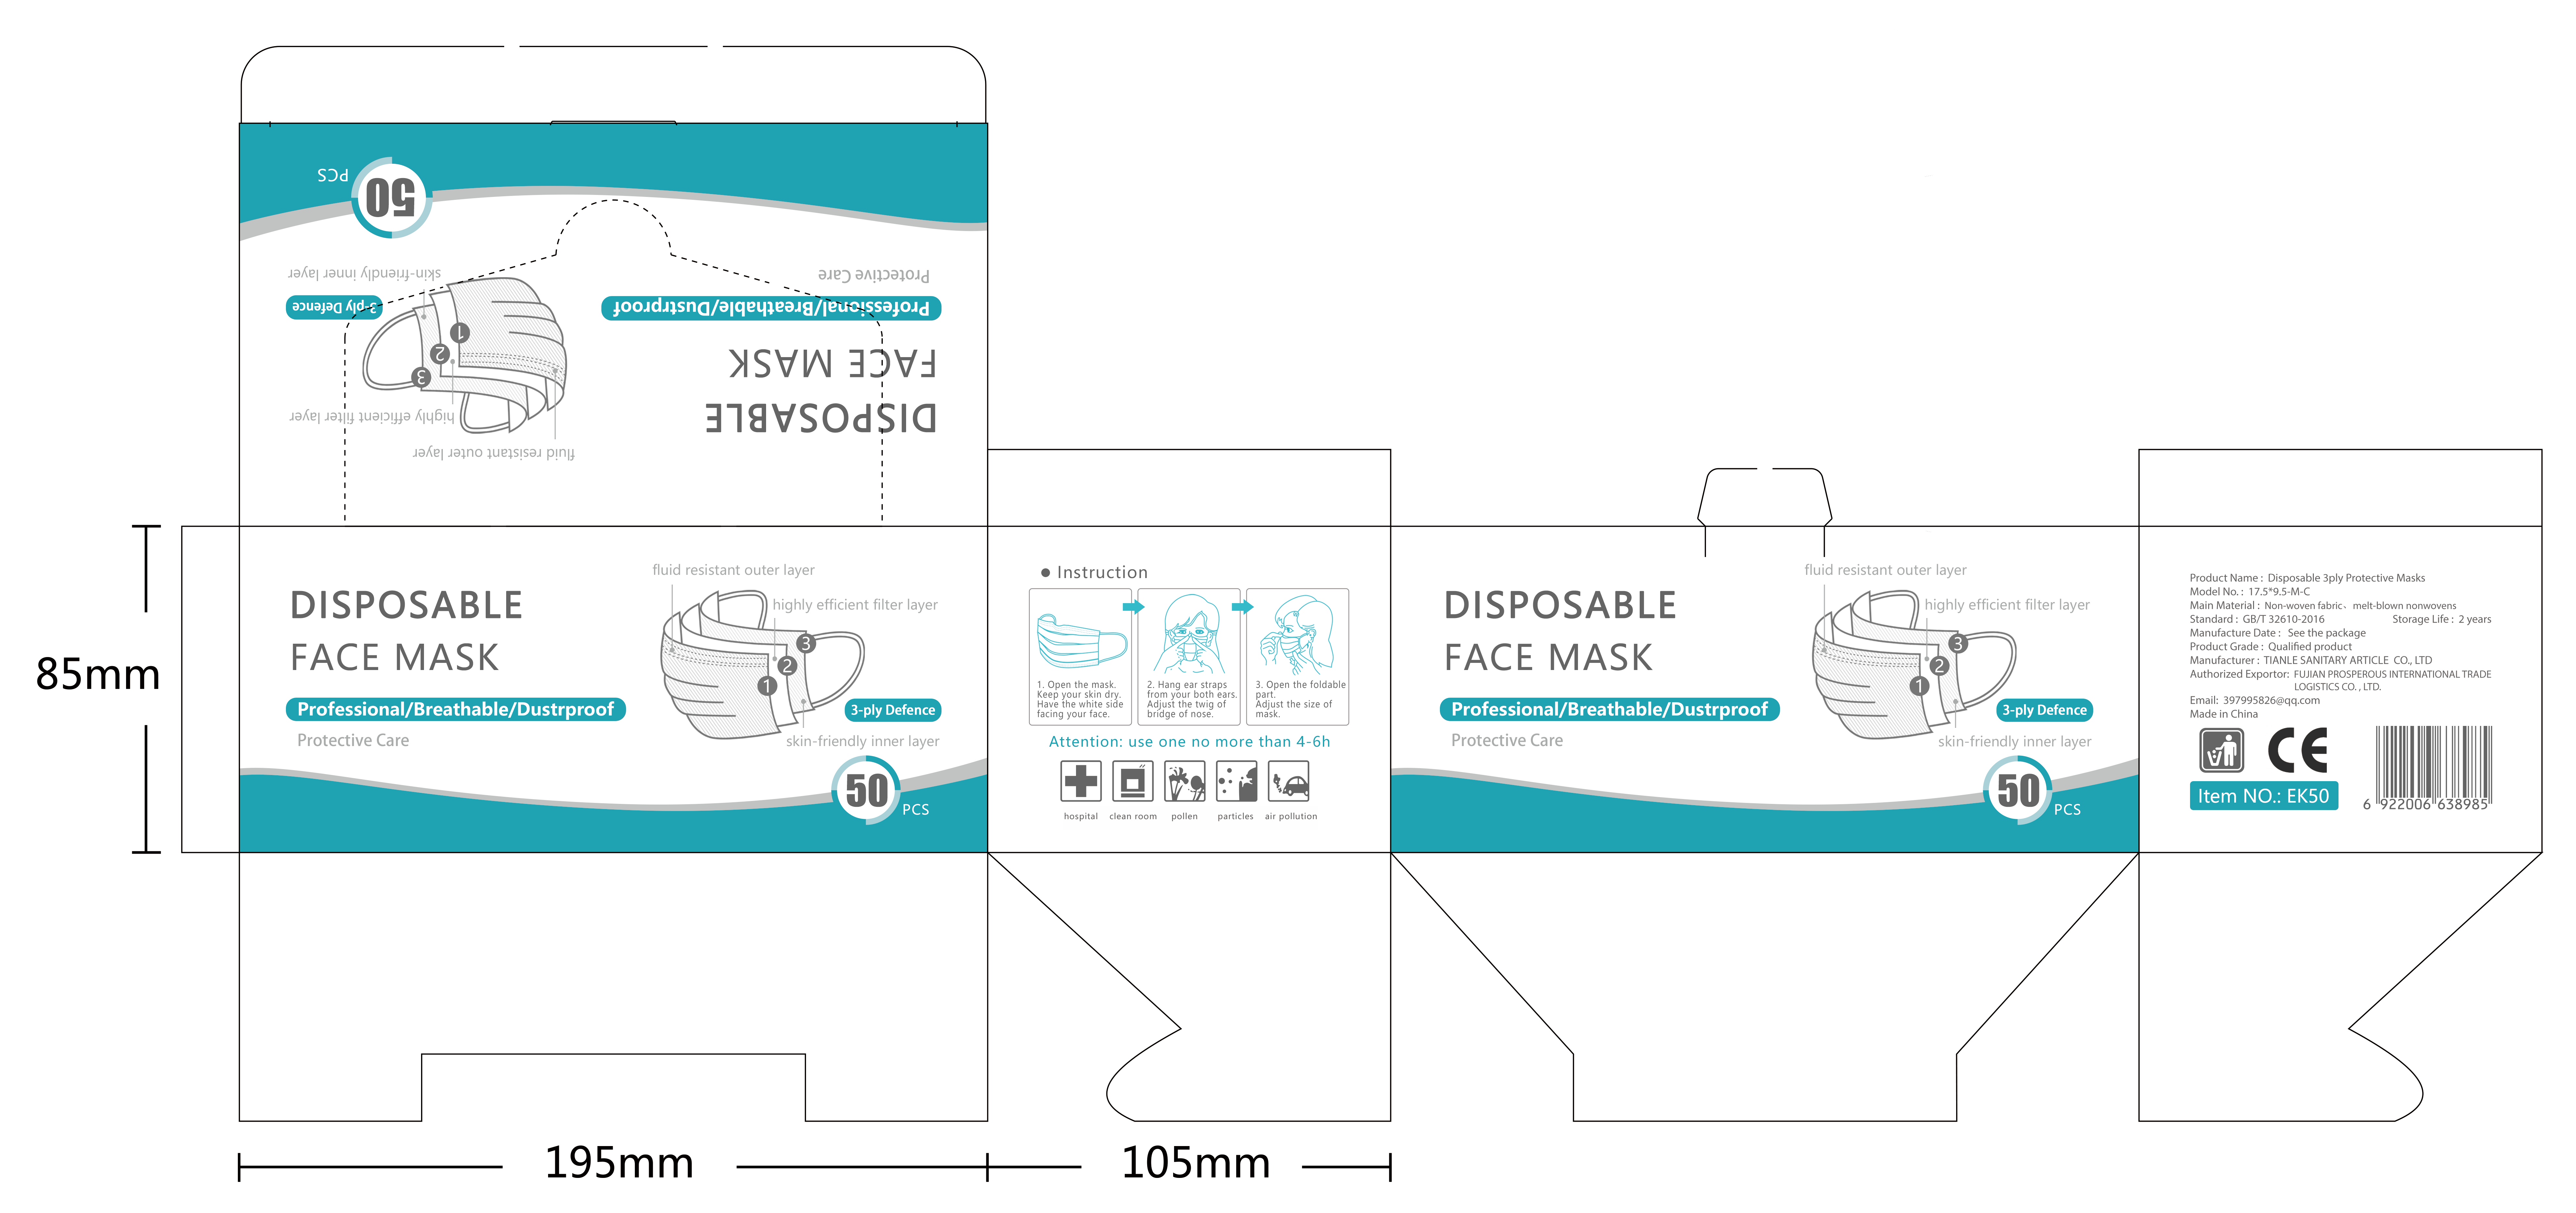 PCS
50
skin-friendly inner layer
Protective Care
3-ply Defence
Professional/Breathable/Dustrproof
1
2
3
FACE MASK
highly efficient filter layer
DISPOSABLE
fluid resistant outer layer
85mm
DISPOSABLE
FACE MASK
Professional/Breathable/Dustrproof
Protective Care
fluid resistant outer layer
highly efficient filter layer
3
2
1
3-ply Defence
skin-friendly inner layer
50
PCS
● Instruction
1. Open the mask.
Keep your skin dry.
Have the white side
facing your face.
2. Hang ear straps
from your both ears.
Adjust the twig of
bridge of nose.
3. Open the foldable
part.
Adjust the size of
mask.
Attention: use one no more than 4-6h
hospital clean room pollen particles air pollution
DISPOSABLE
FACE MASK
Professional/Breathable/Dustrproof
Protective Care
fluid resistant outer layer
highly efficient filter layer
3
2
1
3-ply Defence
skin-friendly inner layer
50
PCS
Product Name : Disposable 3ply Protective Masks
Model No. : 17.5*9.5-M-C
Main Material : Non-woven fabric、melt-blown nonwovens
Standard : GB/T 32610-2016 Storage Life : 2 years
Manufacture Date : See the package
Product Grade : Qualified product
Manufacturer : TIANLE SANITARY ARTICLE CO., LTD
Authorized Exportor: FUJIAN PROSPEROUS INTERNATIONAL TRADE
LOGISTICS CO. , LTD.
Email: 397995826@qq.com
Made in China
CE
Item NO.: EK50
6 922006 638985
195mm
105mm